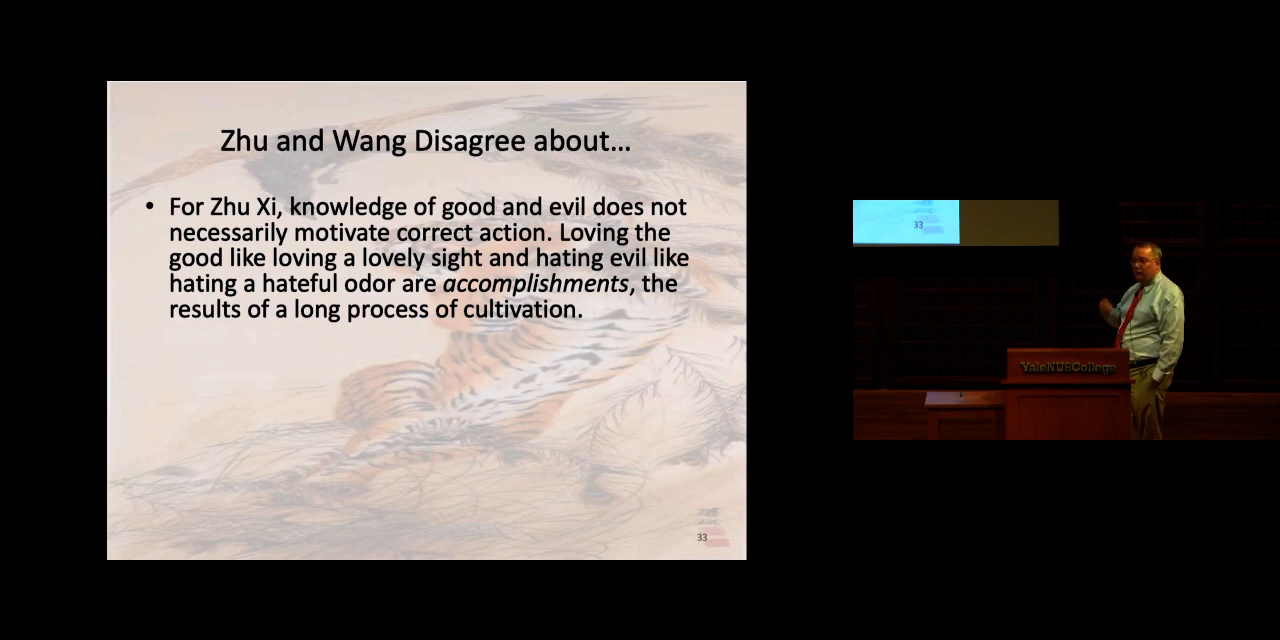 Zhu and Wang Disagree about...
• For Zhu Xi, knowledge of good and evil does not
necessarily motivate correct action. Loving the
good like loving a lovely sight and hating evil like
hating a hateful odor are accomplishments, the
results of a long process of cultivation.
33
33
YaleNUSCollege